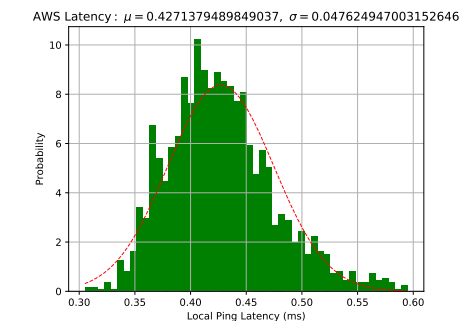 AWS Latency: μ=0.4271379489849037, σ=0.047624947003152646
10
8
6
4
2
0
Probability
0.30 0.35 0.40 0.45 0.50 0.55 0.60
Local Ping Latency (ms)